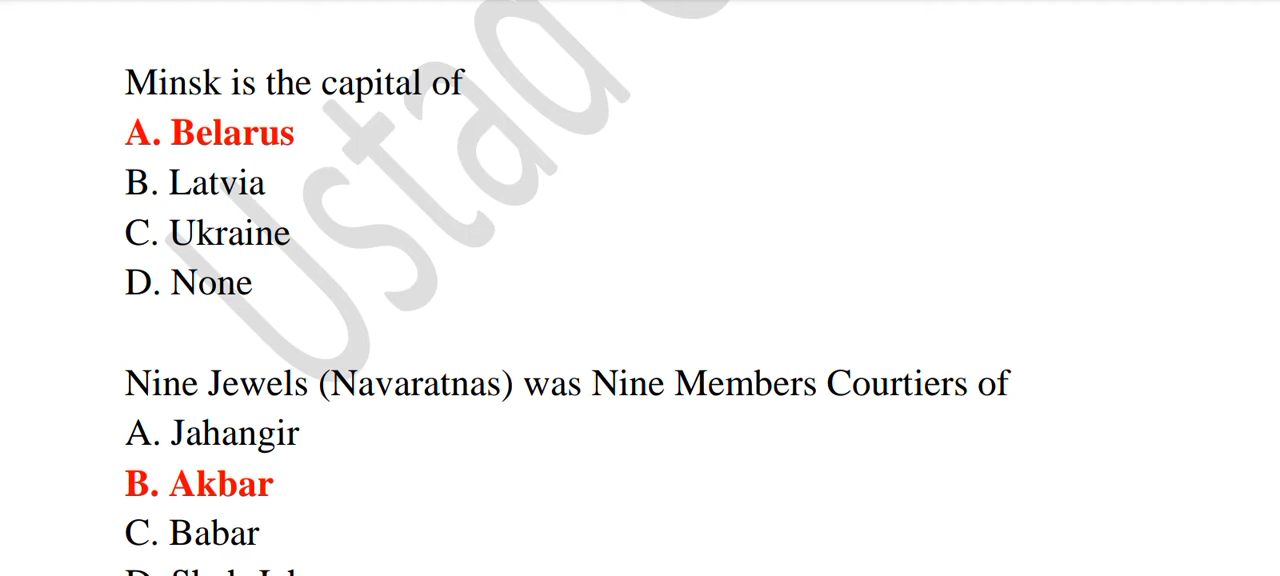 Minsk is the capital of
A. Belarus
B. Latvia
C. Ukraine
D. None
Nine Jewels (Navaratnas) was Nine Members Courtiers of
A. Jahangir
B. Akbar
C. Babar
Ustad